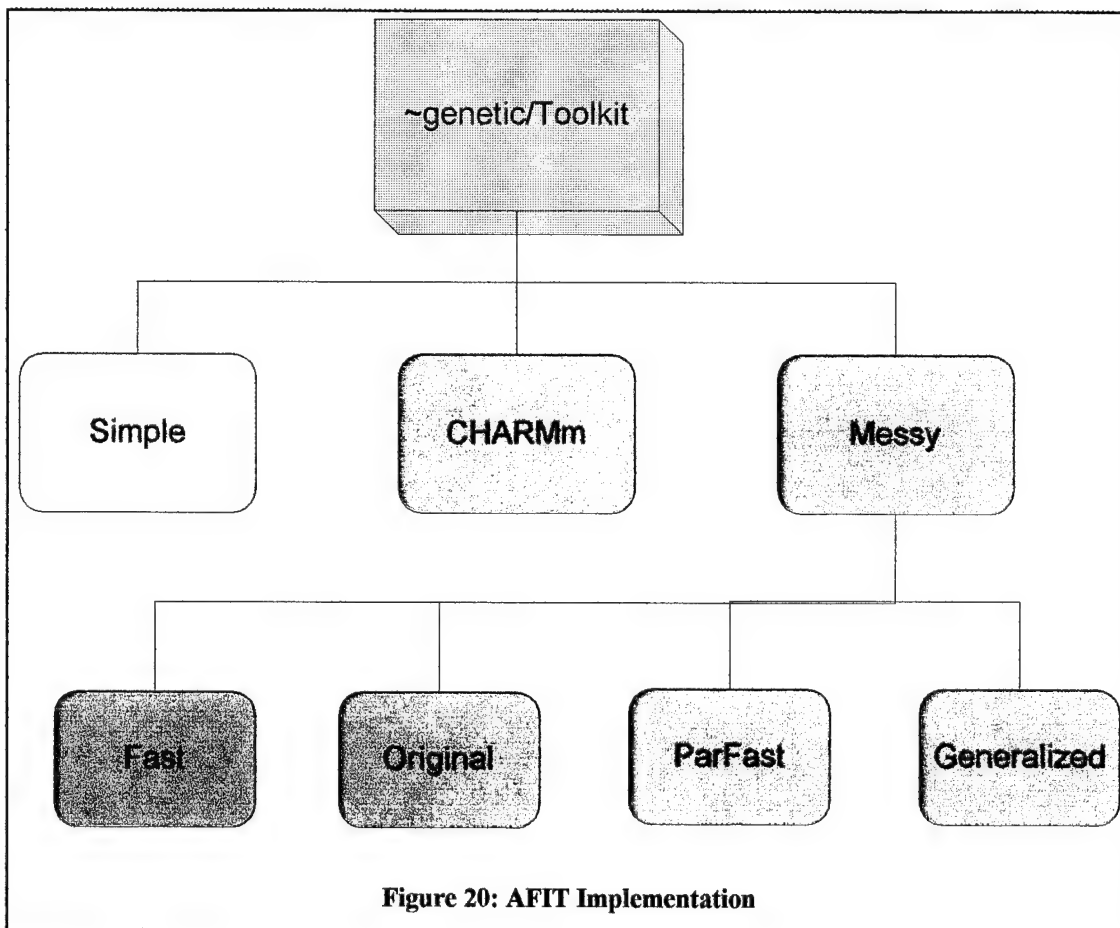 ~genetic/Toolkit
Simple
CHARMm
Messy
Fast
Original
ParFast
Generalized
Figure 20: AFIT Implementation